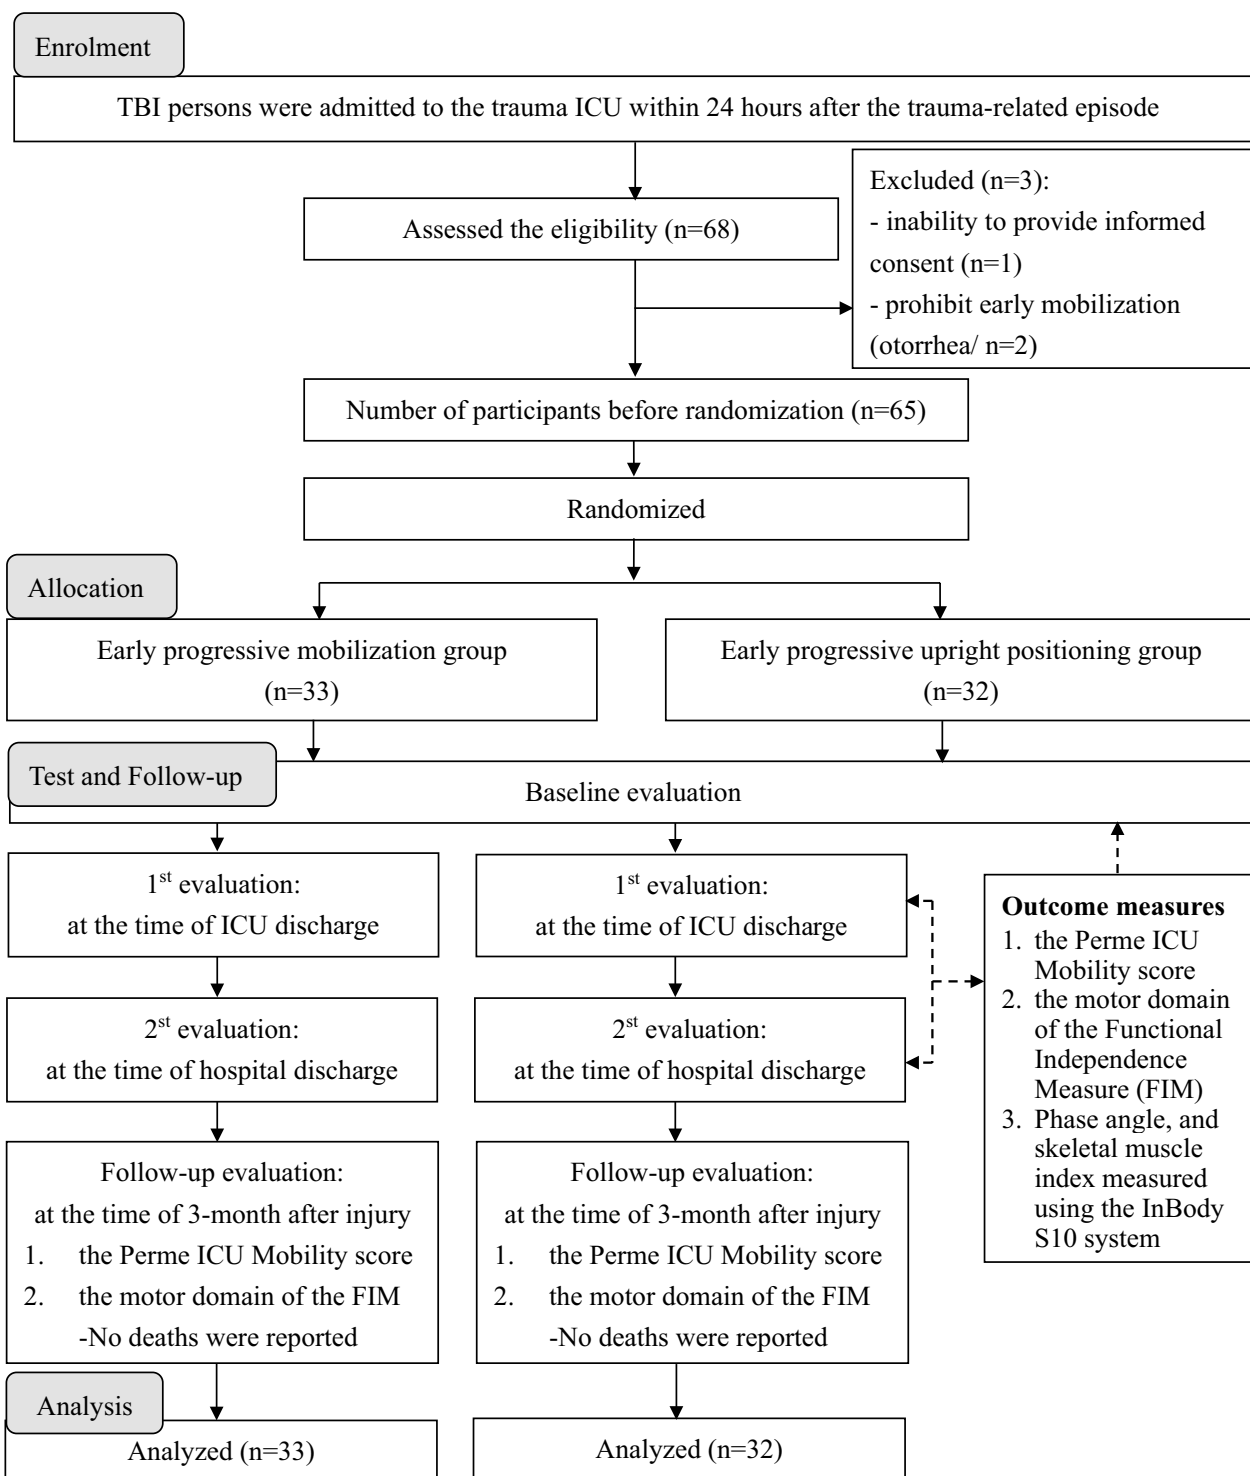 Enrolment
TBI persons were admitted to the trauma ICU within 24 hours after the trauma-related episode
Assessed the eligibility (n=68)
Excluded (n=3):
- inability to provide informed
consent (n=1)
- prohibit early mobilization
(otorrhea/ n=2)
Number of participants before randomization (n=65)
Randomized
Allocation
Early progressive mobilization group
(n=33)
Early progressive upright positioning group
(n=32)
Test and Follow-up
Baseline evaluation
1st evaluation:
at the time of ICU discharge
1st evaluation:
at the time of ICU discharge
2st evaluation:
at the time of hospital discharge
2st evaluation:
at the time of hospital discharge
Outcome measures
1. the Perme ICU
Mobility score
2. the motor domain
of the Functional
Independence
Measure (FIM)
3. Phase angle, and
skeletal muscle
index measured
using the InBody
S10 system
Follow-up evaluation:
at the time of 3-month after injury
1. the Perme ICU Mobility score
2. the motor domain of the FIM
-No deaths were reported
Follow-up evaluation:
at the time of 3-month after injury
1. the Perme ICU Mobility score
2. the motor domain of the FIM
-No deaths were reported
Analysis
Analyzed (n=33)
Analyzed (n=32)